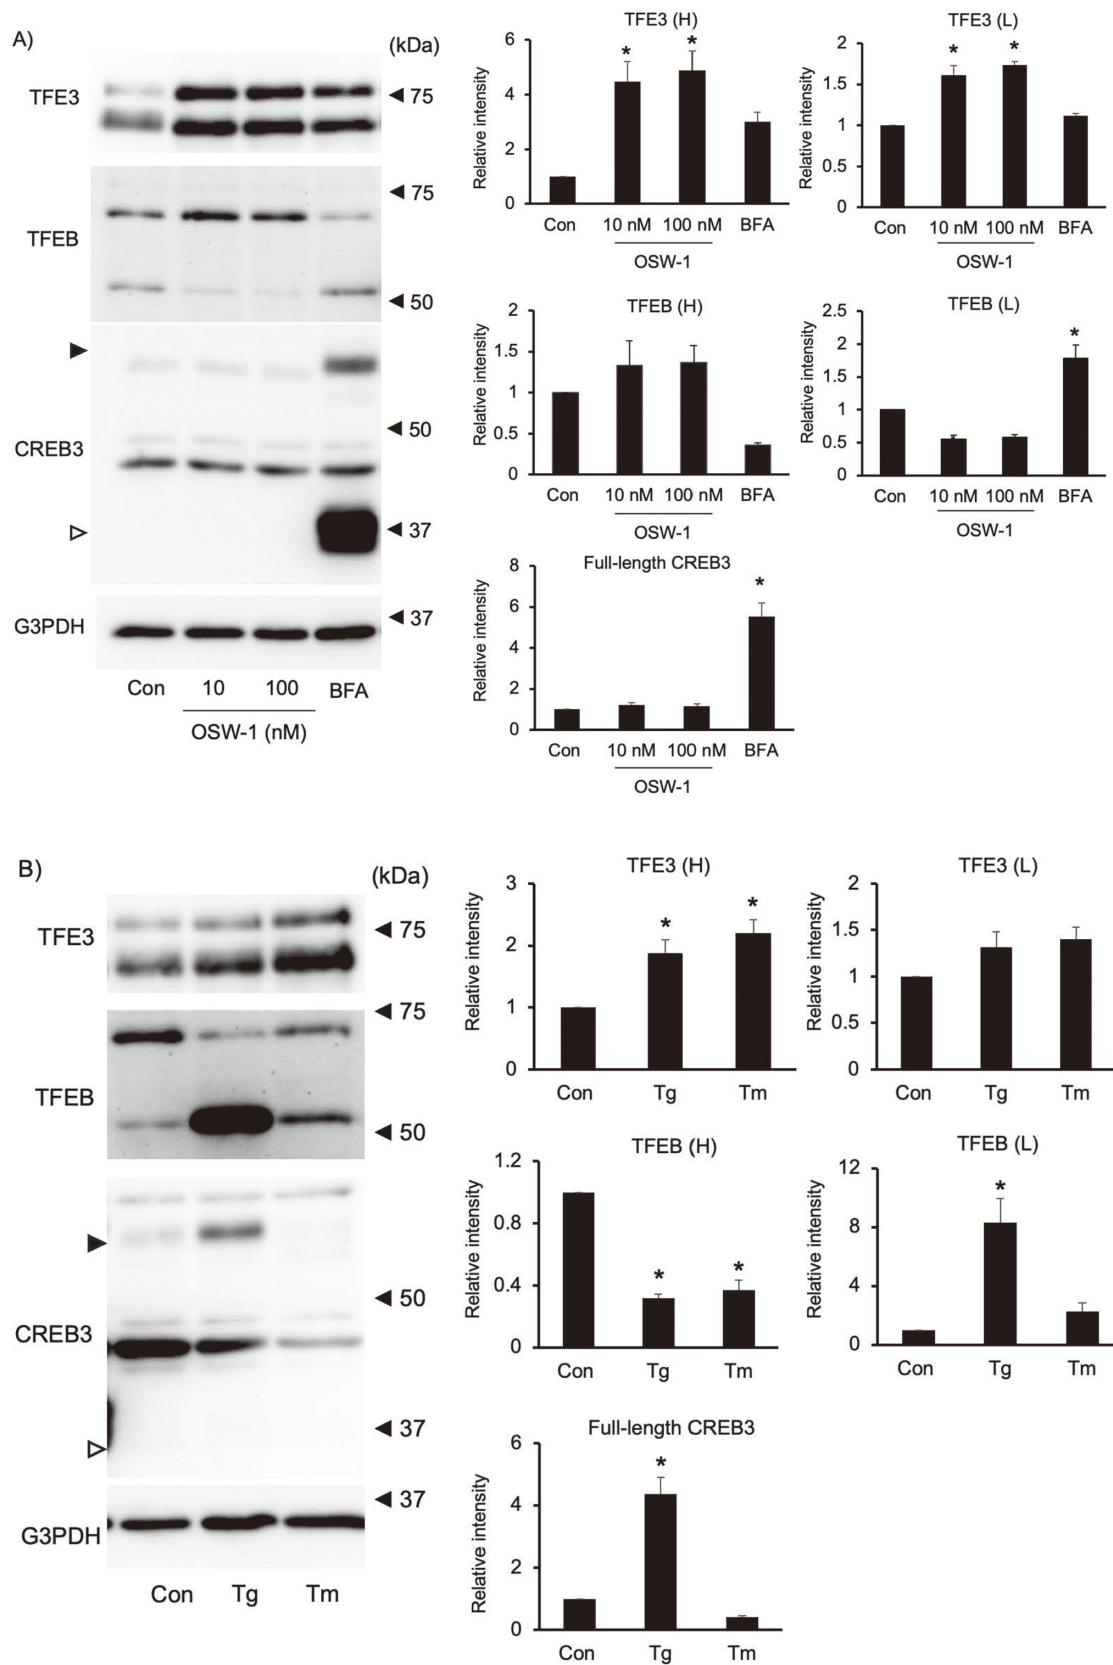 A)
(kDa)
TFE3
75
75
TFEB
50
CREB3
50
37
G3PDH
37
Con 10 100 BFA
OSW-1 (nM)
TFE3 (H)
Relative intensity
6
4
2
0
Con 10 nM 100 nM BFA
OSW-1
* *
TFE3 (L)
Relative intensity
2
1.5
1
0.5
0
Con 10 nM 100 nM BFA
OSW-1
* *
TFEB (H)
Relative intensity
2
1.5
1
0.5
0
Con 10 nM 100 nM BFA
OSW-1
TFEB (L)
Relative intensity
2.5
2
1.5
1
0.5
0
Con 10 nM 100 nM BFA
OSW-1
*
Full-length CREB3
Relative intensity
8
6
4
2
0
Con 10 nM 100 nM BFA
OSW-1
*
B)
(kDa)
TFE3
75
75
TFEB
50
CREB3
50
37
G3PDH
37
Con Tg Tm
TFE3 (H)
Relative intensity
3
2
1
0
Con Tg Tm
* *
TFE3 (L)
Relative intensity
2
1.5
1
0.5
0
Con Tg Tm
TFEB (H)
Relative intensity
1.2
0.8
0.4
0
Con Tg Tm
* *
TFEB (L)
Relative intensity
12
8
4
0
Con Tg Tm
*
Full-length CREB3
Relative intensity
6
4
2
0
Con Tg Tm
*